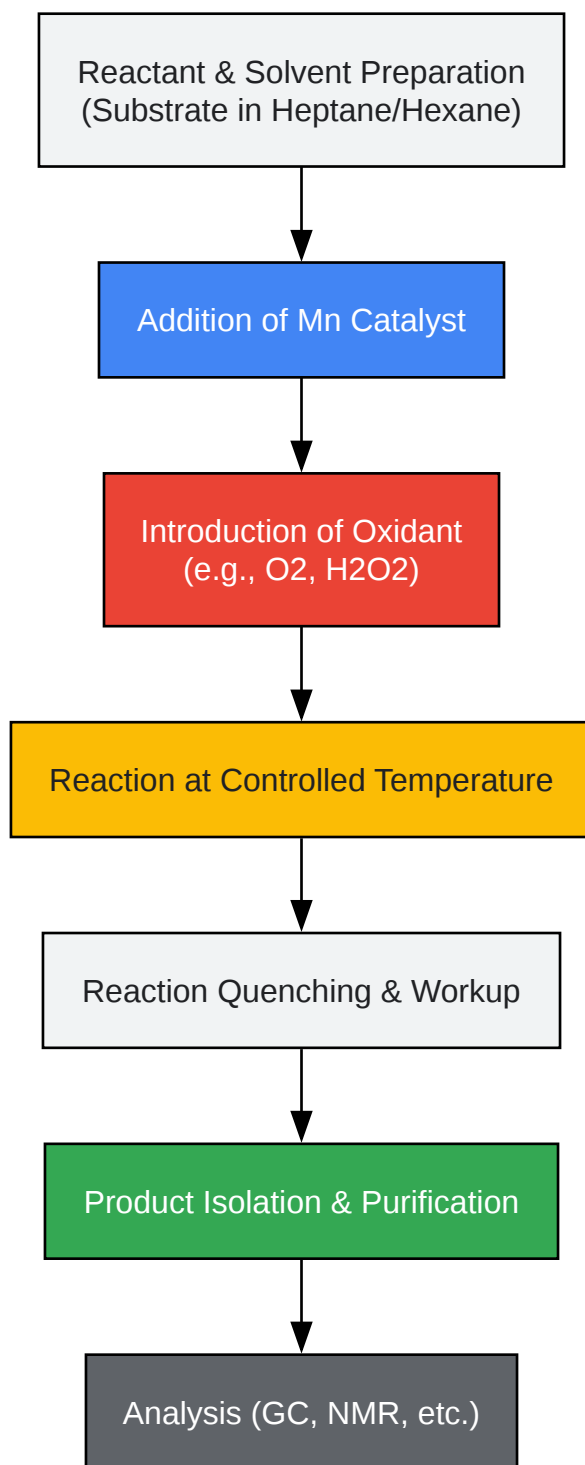 Reactant & Solvent Preparation
(Substrate in Heptane/Hexane)
Addition of Mn Catalyst
Introduction of Oxidant
(e.g., O2, H2O2)
Reaction at Controlled Temperature
Reaction Quenching & Workup
Product Isolation & Purification
Analysis (GC, NMR, etc.)